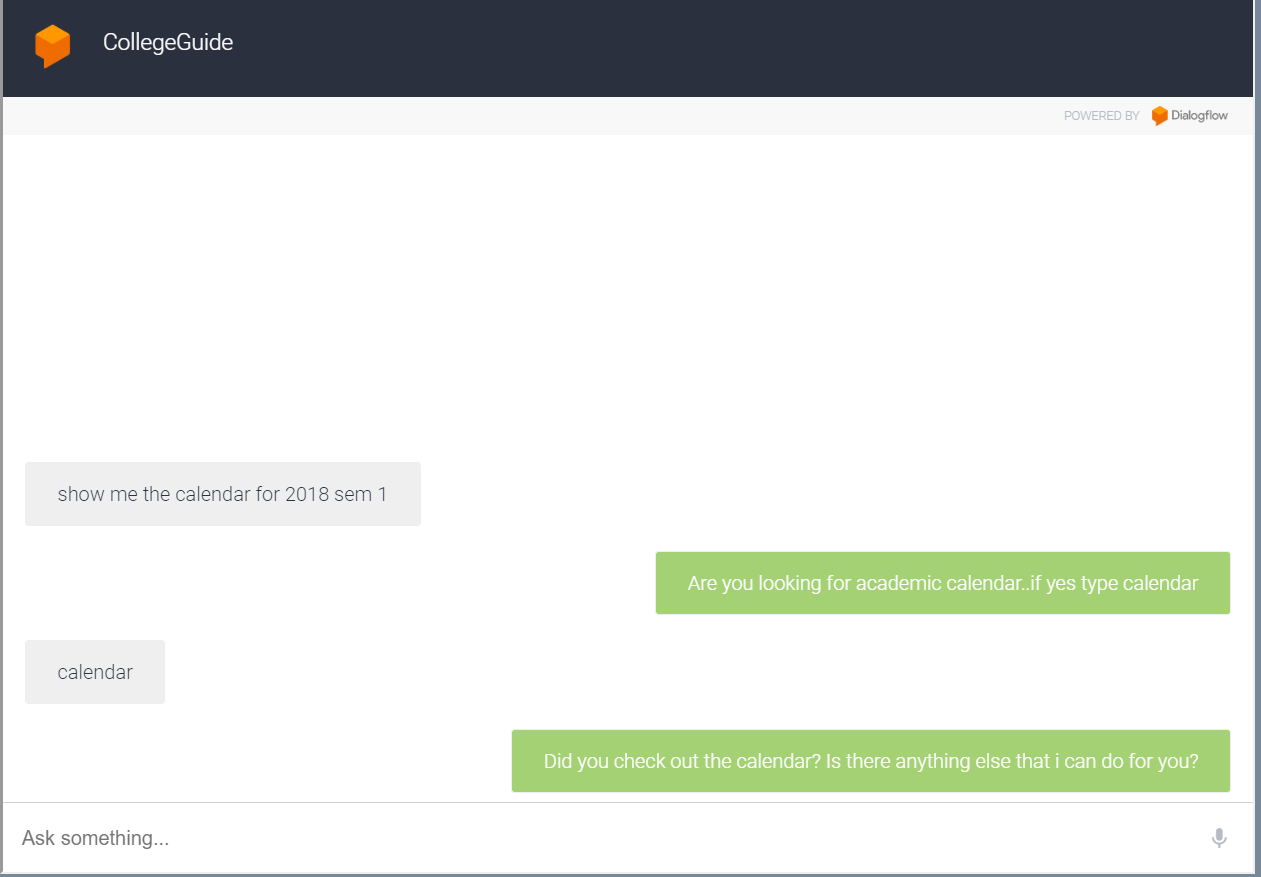 CollegeGuide
POWERED BY Dialogflow
show me the calendar for 2018 sem 1
Are you looking for academic calendar..if yes type calendar
calendar
Did you check out the calendar? Is there anything else that i can do for you?
Ask something...